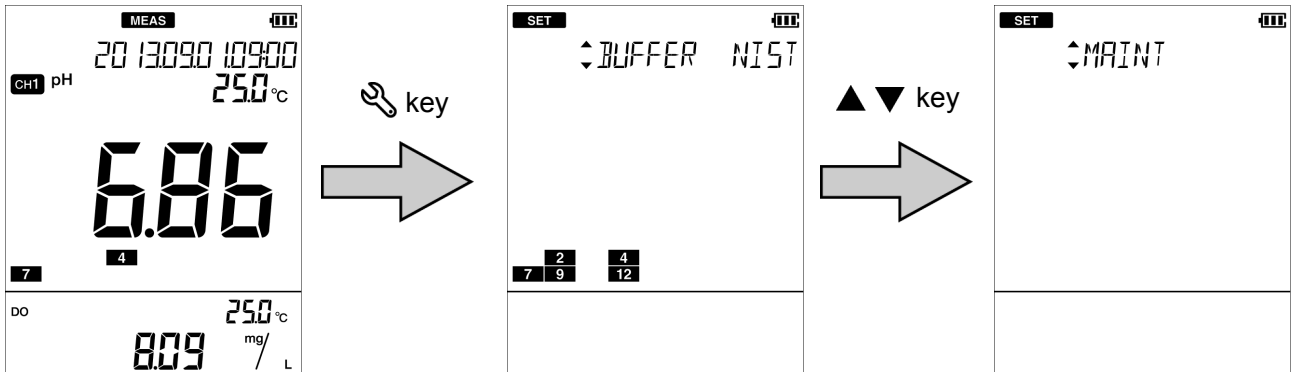 MEAS
2013.09.01.09:00
CH1 pH
25.0 °C
6.86
4
7
DO
25.0 °C
8.09 mg/L
key
SET
BUFFER NIST
2 4
7 9 12
▲ ▼ key
SET
MAINT